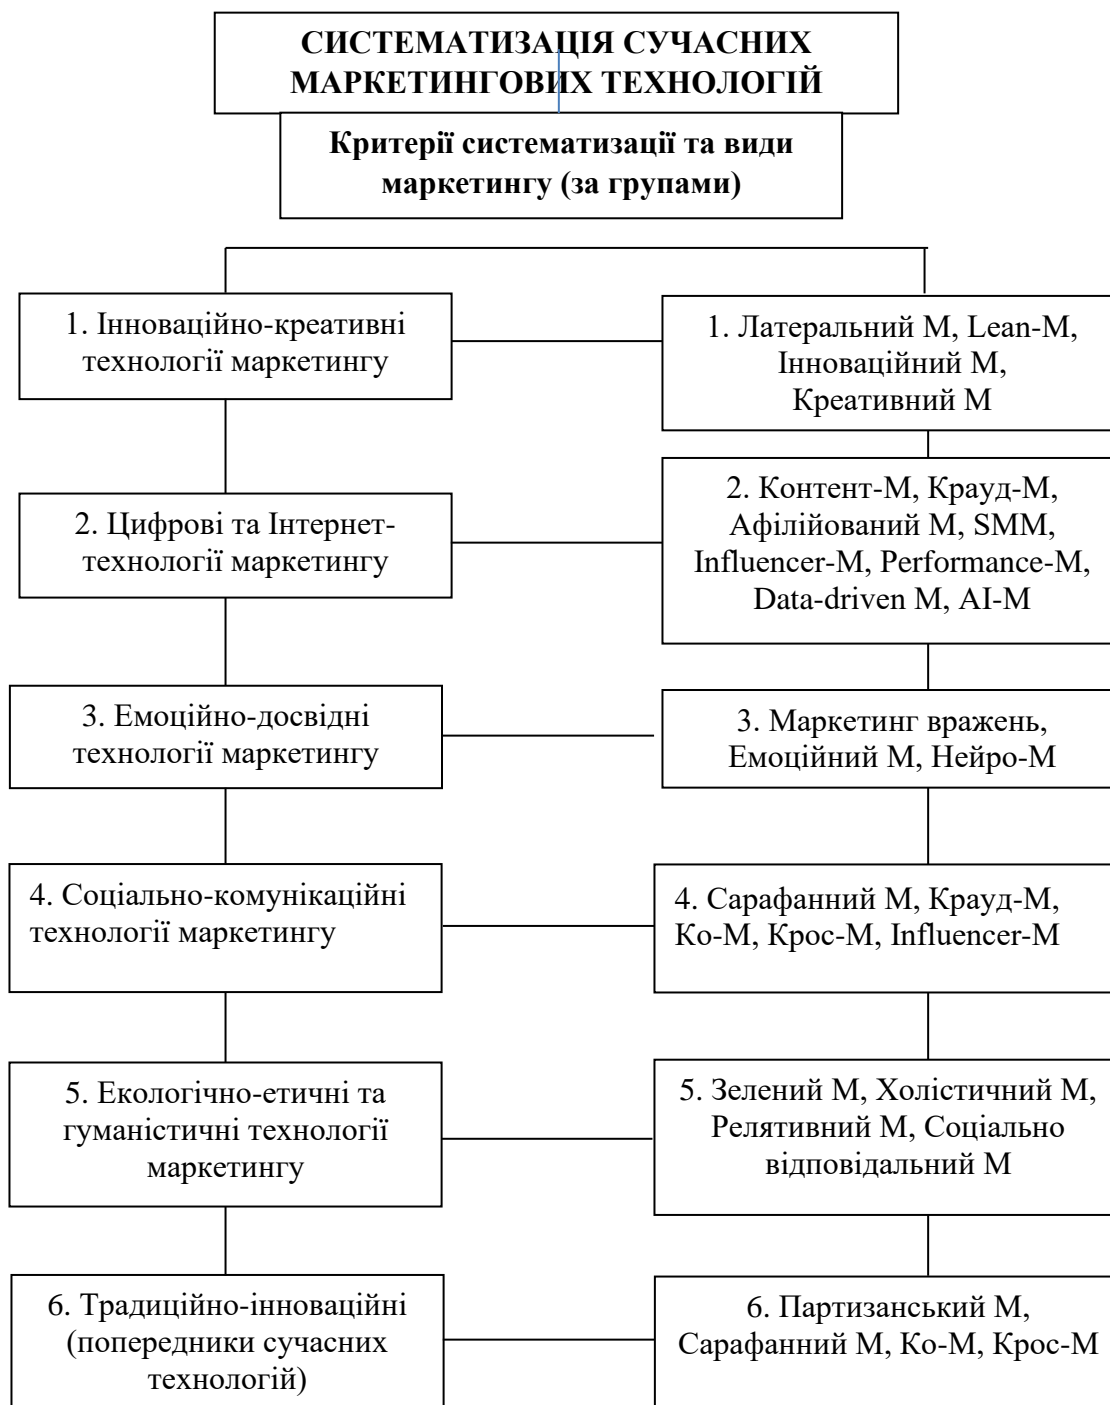 СИСТЕМАТИЗАЦІЯ СУЧАСНИХ
МАРКЕТИНГОВИХ ТЕХНОЛОГІЙ
Критерії систематизації та види
маркетингу (за групами)
1. Інноваційно-креативні
технології маркетингу
1. Латеральний М, Lean-М,
Інноваційний М,
Креативний М
2. Цифрові та Інтернет-
технології маркетингу
2. Контент-М, Крауд-М,
Афілійований М, SMM,
Influencer-М, Performance-М,
Data-driven М, AI-М
3. Емоційно-досвідні
технології маркетингу
3. Маркетинг вражень,
Емоційний М, Нейро-М
4. Соціально-комунікаційні
технології маркетингу
4. Сарафанний М, Крауд-М,
Ко-М, Крос-М, Influencer-М
5. Екологічно-етичні та
гуманістичні технології
маркетингу
5. Зелений М, Холістичний М,
Релятивний М, Соціально
відповідальний М
6. Традиційно-інноваційні
(попередники сучасних
технологій)
6. Партизанський М,
Сарафанний М, Ко-М, Крос-М